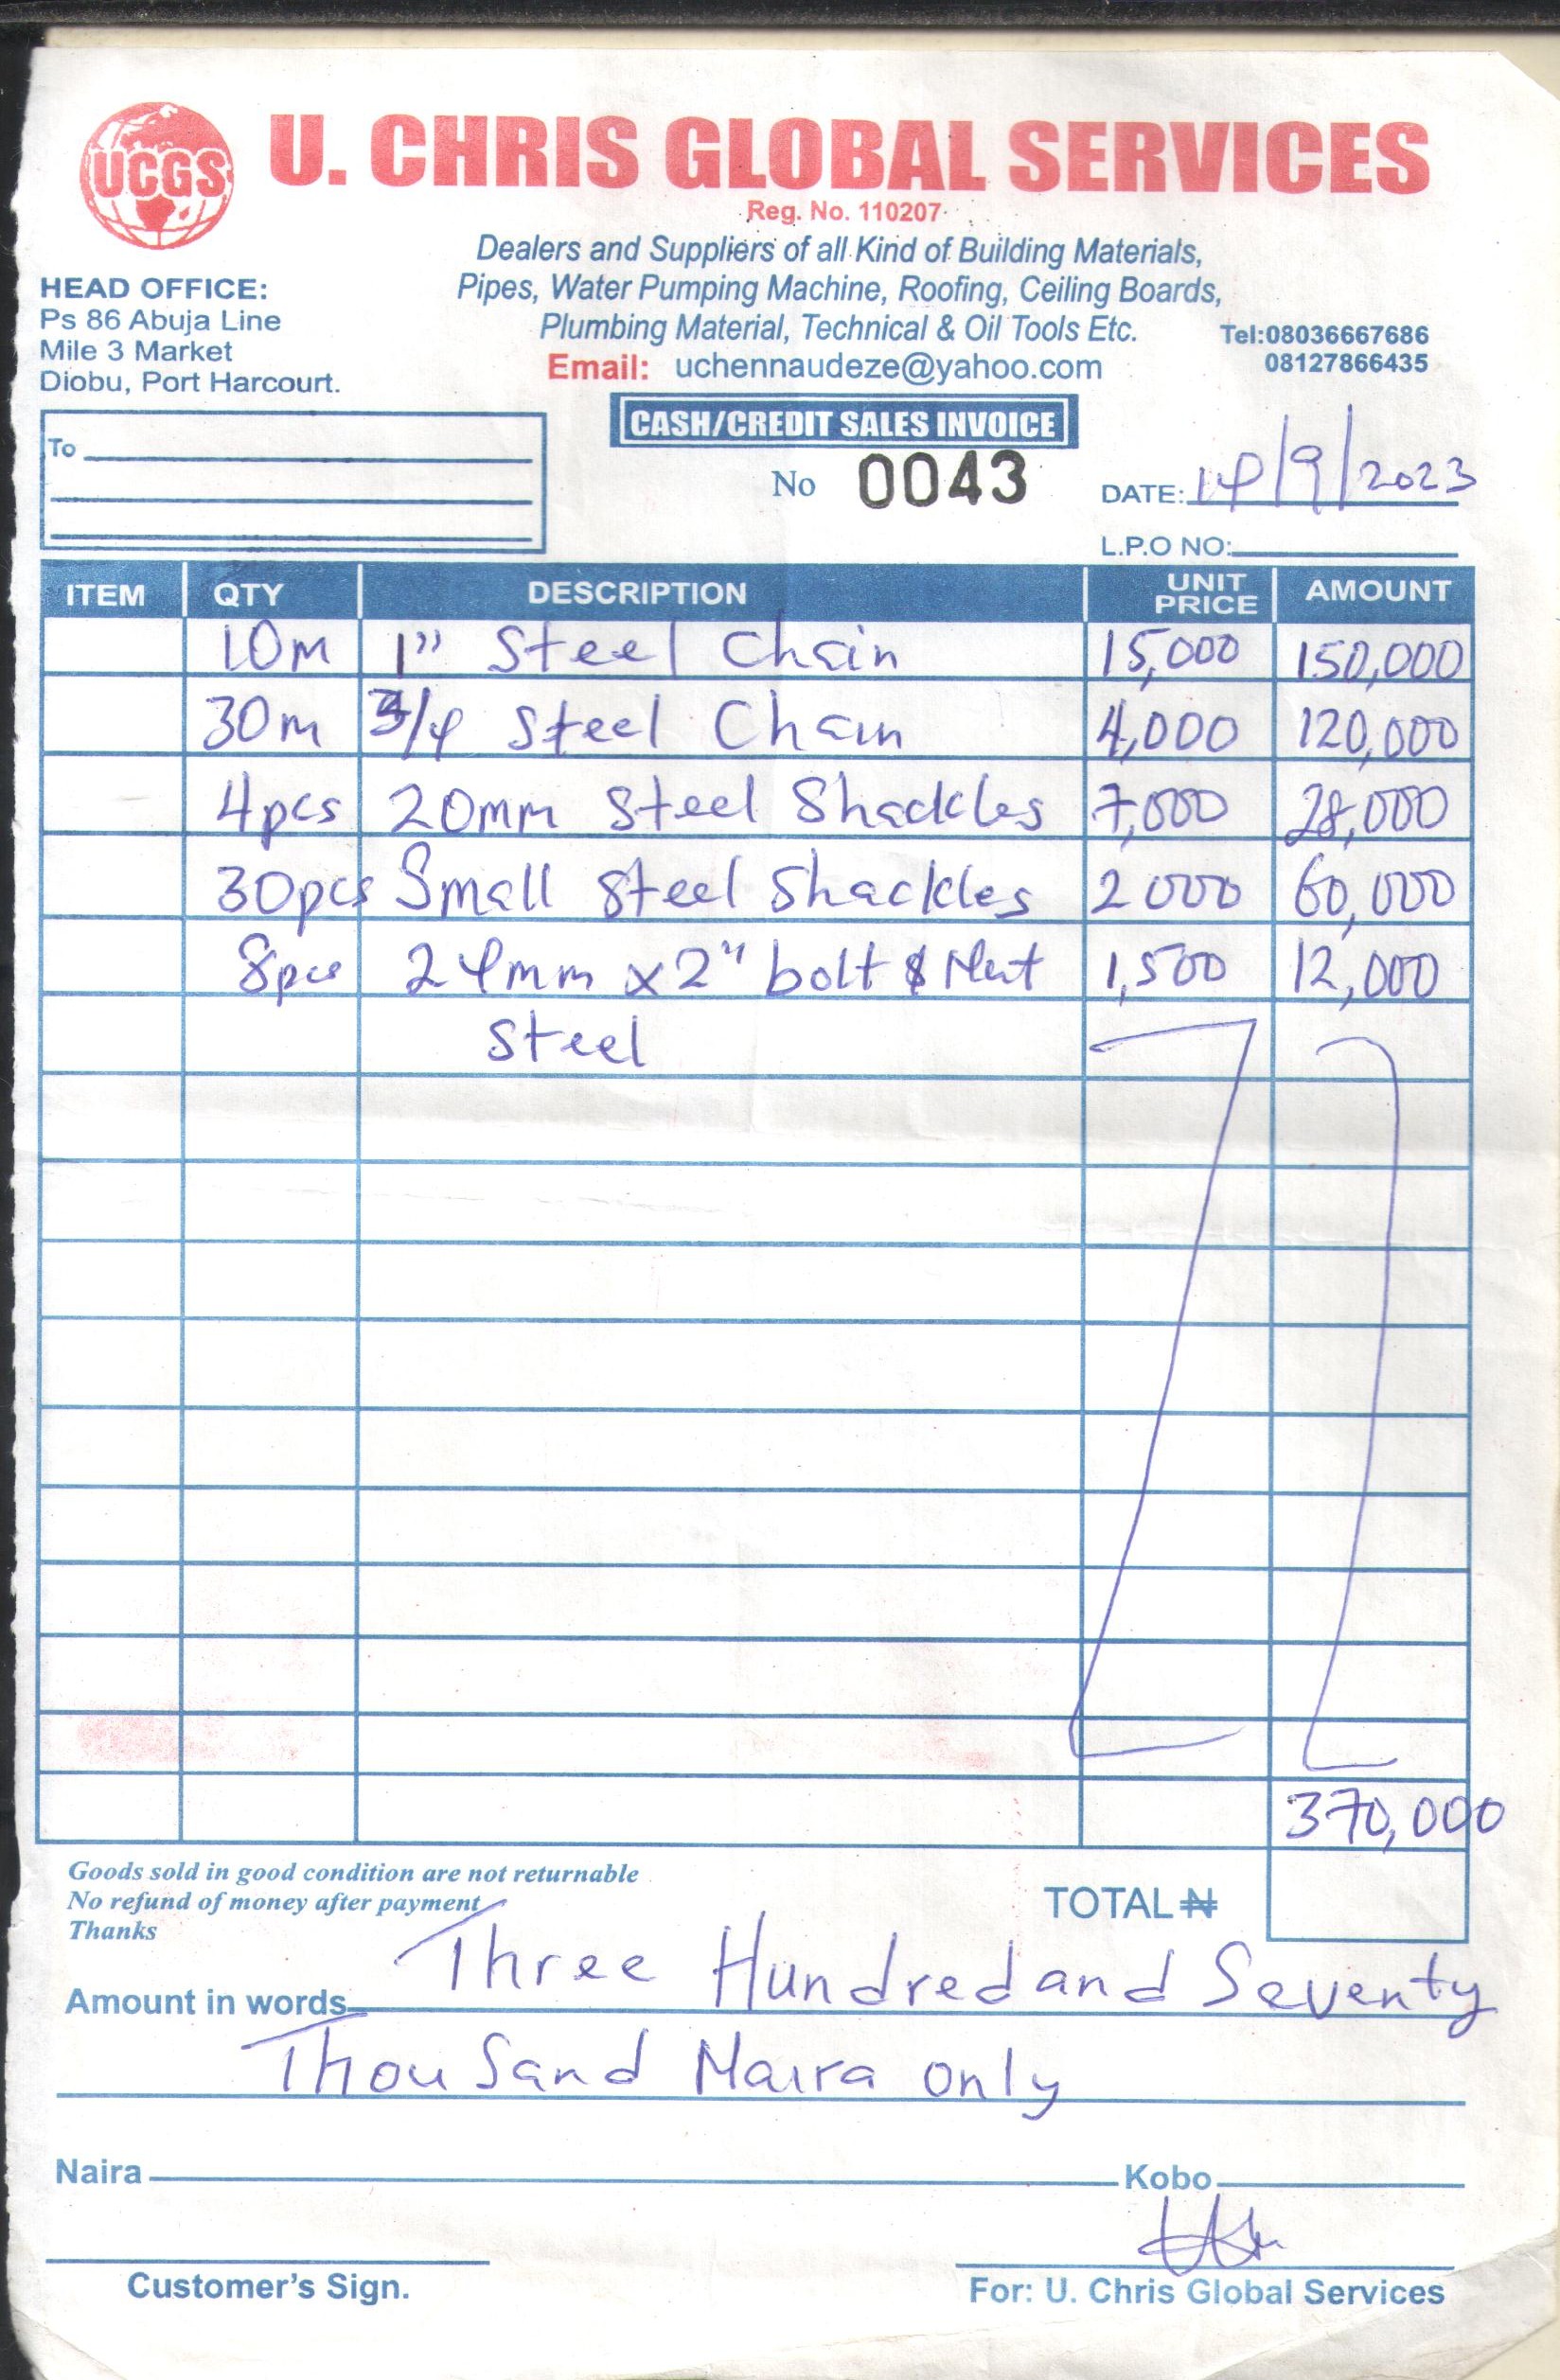 UCGS
U. CHRIS GLOBAL SERVICES
Reg. No. 110207
Dealers and Suppliers of all Kind of Building Materials,
Pipes, Water Pumping Machine, Roofing, Ceiling Boards,
Plumbing Material, Technical & Oil Tools Etc.
Email: uchennaudeze@yahoo.com
HEAD OFFICE:
Ps 86 Abuja Line
Mile 3 Market
Diobu, Port Harcourt.
Tel:08036667686
08127866435
CASH/CREDIT SALES INVOICE
To
No 0043
DATE: 14/9/2023
L.P.O NO:
ITEM QTY DESCRIPTION UNIT PRICE AMOUNT
10m 1" Steel Chain 15,000 150,000
30m 3/4 Steel Chain 4,000 120,000
4pcs 20mm Steel Shackles 7,000 28,000
30pcs Small Steel Shackles 2000 60,000
8pcs 24mm x 2" bolt & Nut 1,500 12,000
Steel
370,000
Goods sold in good condition are not returnable
No refund of money after payment
Thanks
TOTAL ₦
Amount in words Three Hundred and Seventy
Thousand Naira only
Naira Kobo
Customer's Sign.
For: U. Chris Global Services